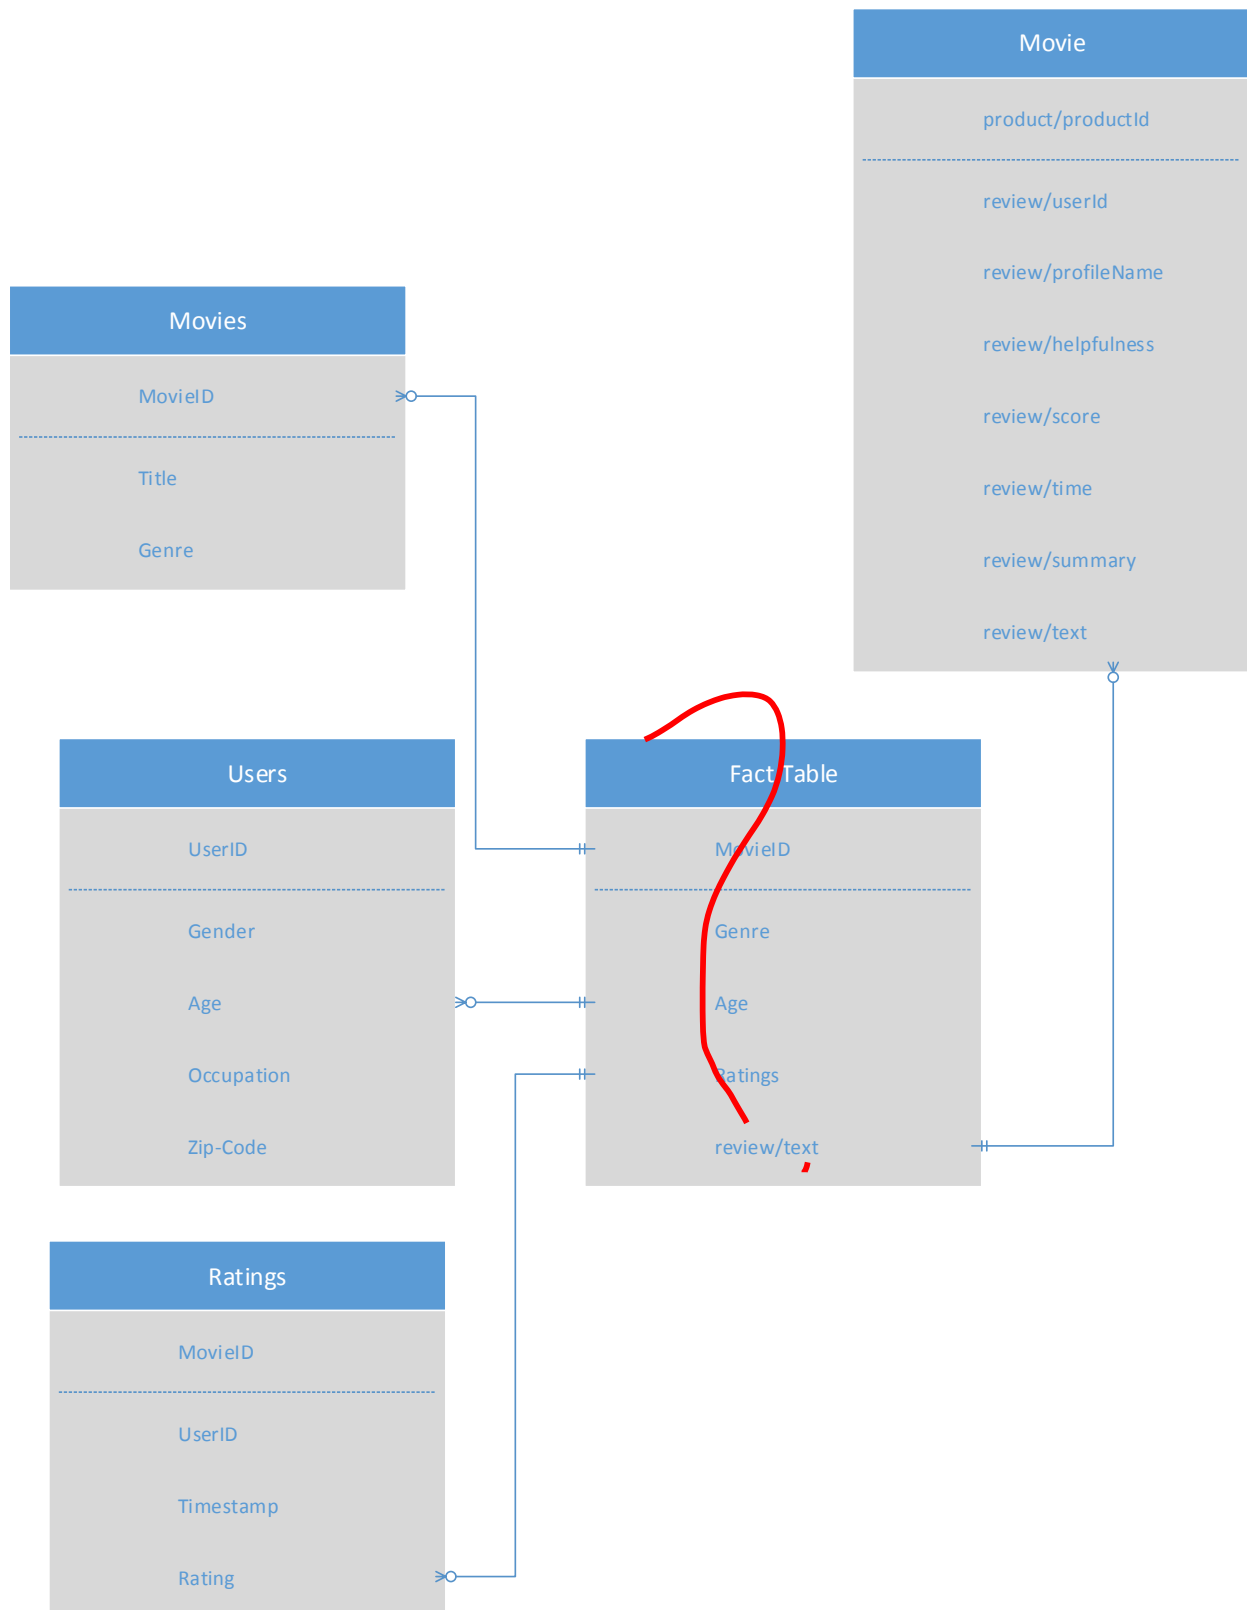 Movie
product/productId
review/userId
review/profileName
review/helpfulness
review/score
review/time
review/summary
review/text
Movies
MovieID
Title
Genre
Users
UserID
Gender
Age
Occupation
Zip-Code
Fact Table
MovieID
Genre
Age
Ratings
review/text
Ratings
MovieID
UserID
Timestamp
Rating